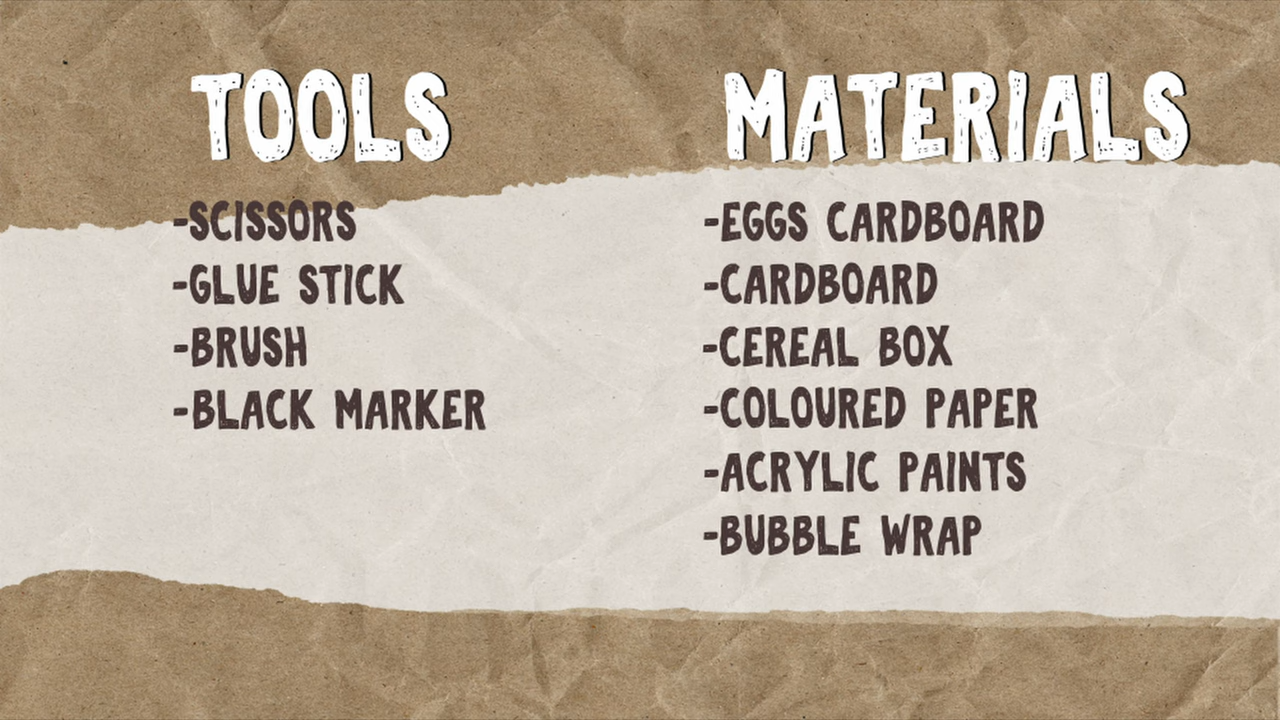 TOOLS
-SCISSORS
-GLUE STICK
-BRUSH
-BLACK MARKER
MATERIALS
-EGGS CARDBOARD
-CARDBOARD
-CEREAL BOX
-COLOURED PAPER
-ACRYLIC PAINTS
-BUBBLE WRAP